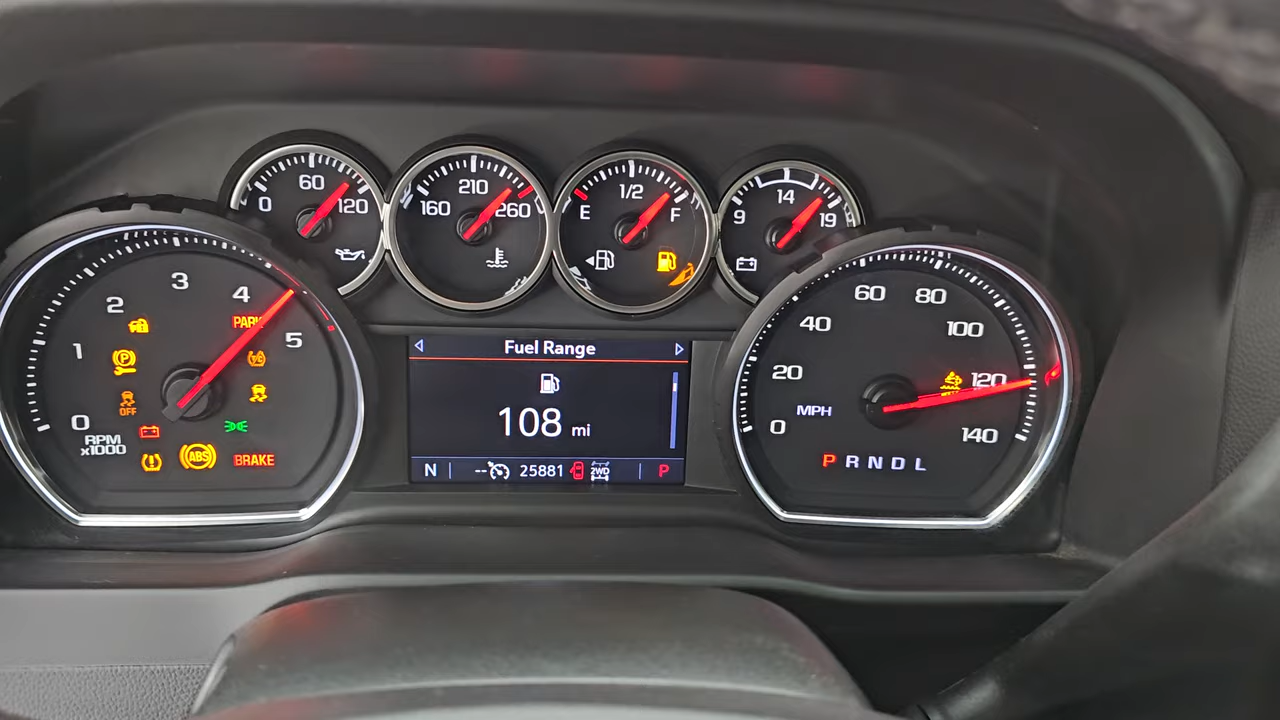 60
0 120
210
160 260
1/2
E F
14
9 19
3
2 4
PARK
1 5
P
OFF
0
RPM
x1000
ABS
BRAKE
Fuel Range
108 mi
N -- 25881 2WD P
60 80
40 100
20 120
MPH
0 140
P R N D L